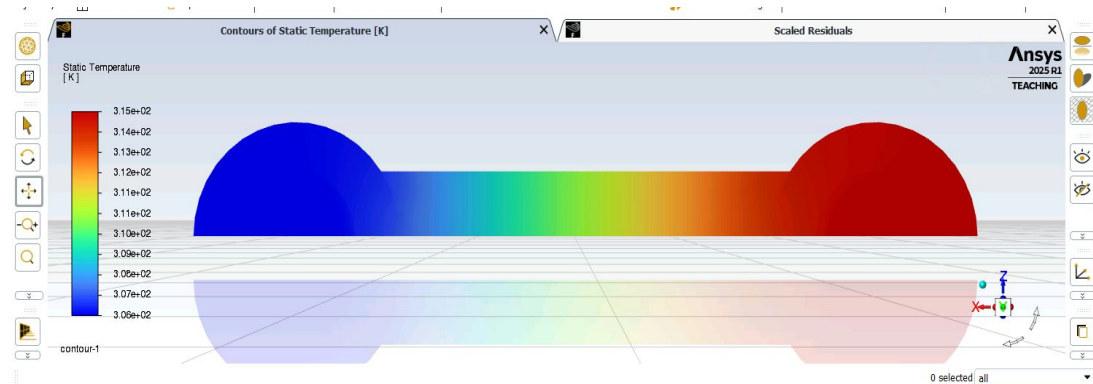 Contours of Static Temperature [K]
Scaled Residuals
Ansys
2025 R1
TEACHING
Static Temperature
[ K ]
3.15e+02
3.14e+02
3.13e+02
3.12e+02
3.11e+02
3.11e+02
3.10e+02
3.09e+02
3.08e+02
3.07e+02
3.06e+02
contour-1
Z
X
Y
0 selected all